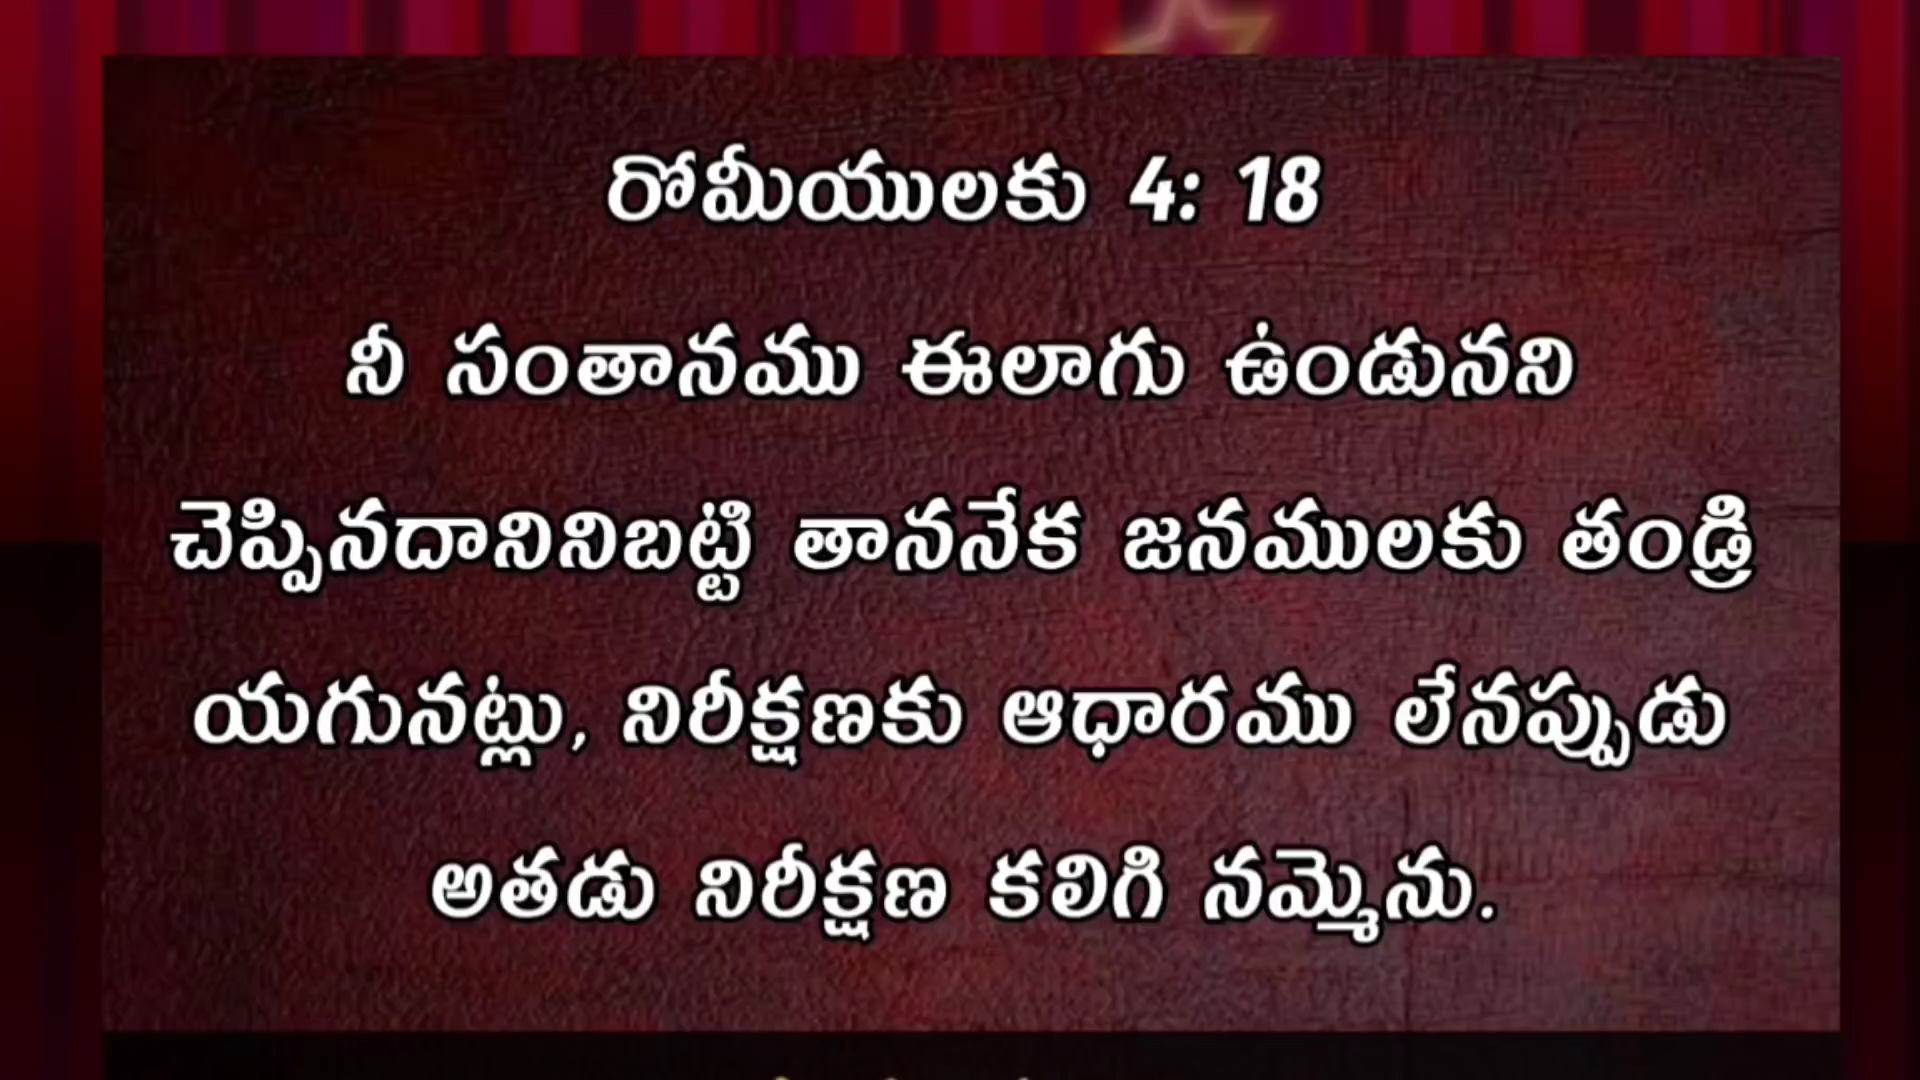 రోమీయులకు 4: 18
నీ సంతానము ఈలాగు ఉండునని
చెప్పినదానినిబట్టి తాననేక జనములకు తండ్రి
యగునట్లు, నిరీక్షణకు ఆధారము లేనప్పుడు
అతడు నిరీక్షణ కలిగి నమ్మెను.